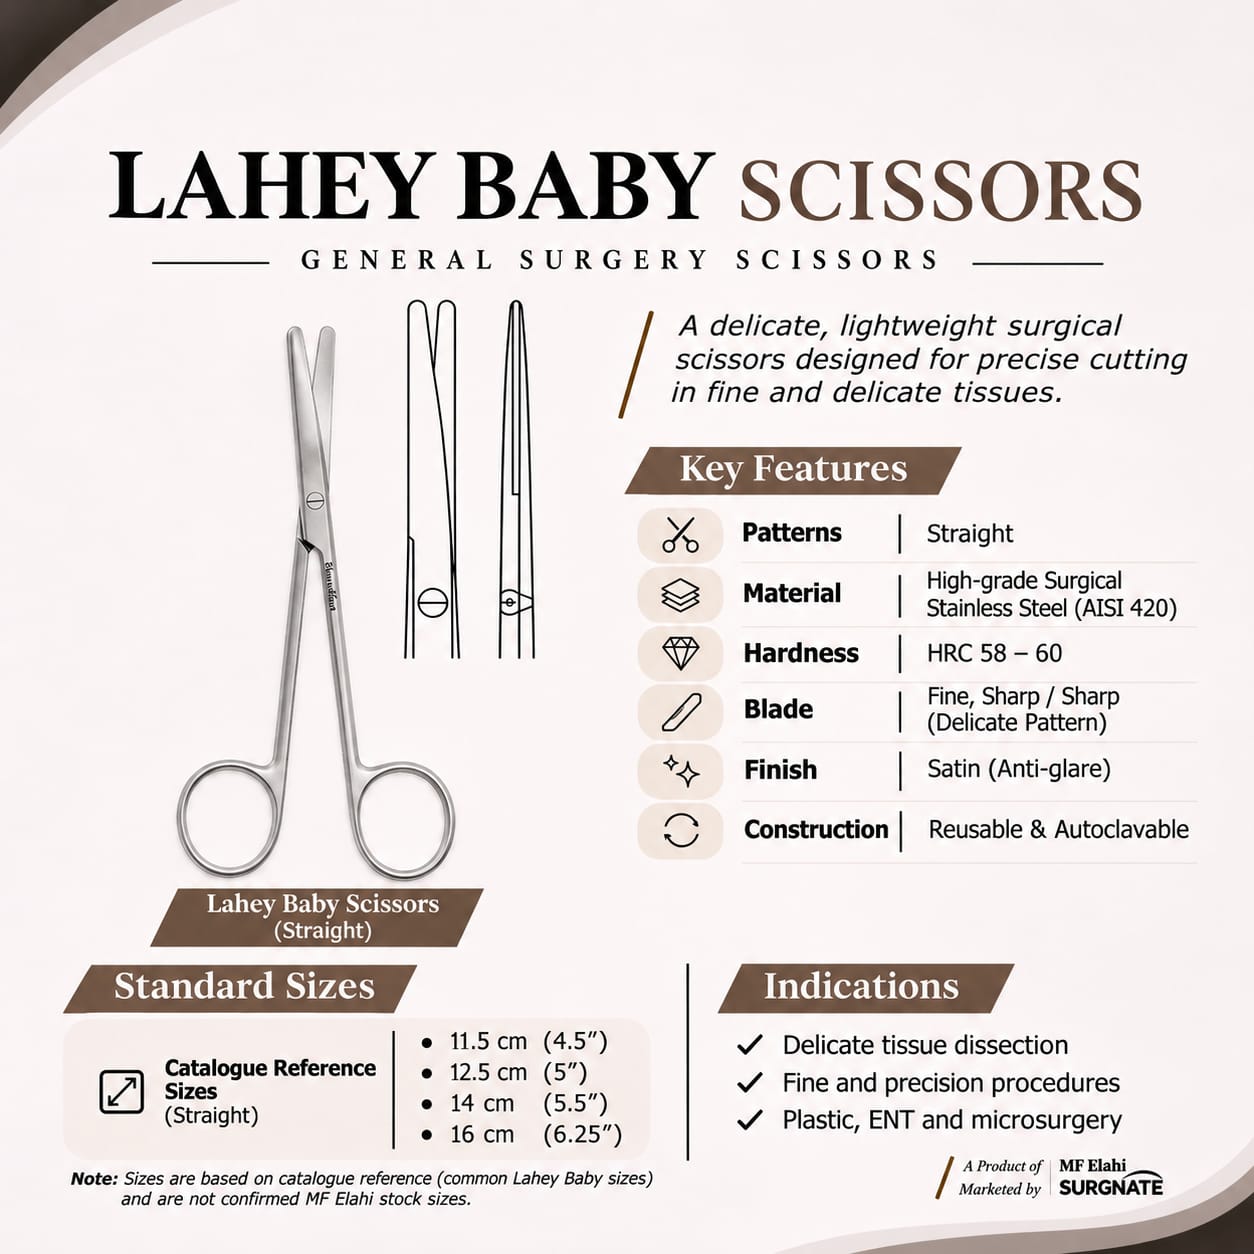 LAHEY BABY SCISSORS
GENERAL SURGERY SCISSORS
A delicate, lightweight surgical
scissors designed for precise cutting
in fine and delicate tissues.
Key Features
Patterns | Straight
Material | High-grade Surgical
Stainless Steel (AISI 420)
Hardness | HRC 58 – 60
Blade | Fine, Sharp / Sharp
(Delicate Pattern)
Finish | Satin (Anti-glare)
Construction | Reusable & Autoclavable
Lahey Baby Scissors
(Straight)
Standard Sizes
Catalogue Reference
Sizes
(Straight)
• 11.5 cm (4.5″)
• 12.5 cm (5″)
• 14 cm (5.5″)
• 16 cm (6.25″)
Note: Sizes are based on catalogue reference (common Lahey Baby sizes)
and are not confirmed MF Elahi stock sizes.
Indications
✓ Delicate tissue dissection
✓ Fine and precision procedures
✓ Plastic, ENT and microsurgery
A Product of | MF Elahi
Marketed by | SURGNATE